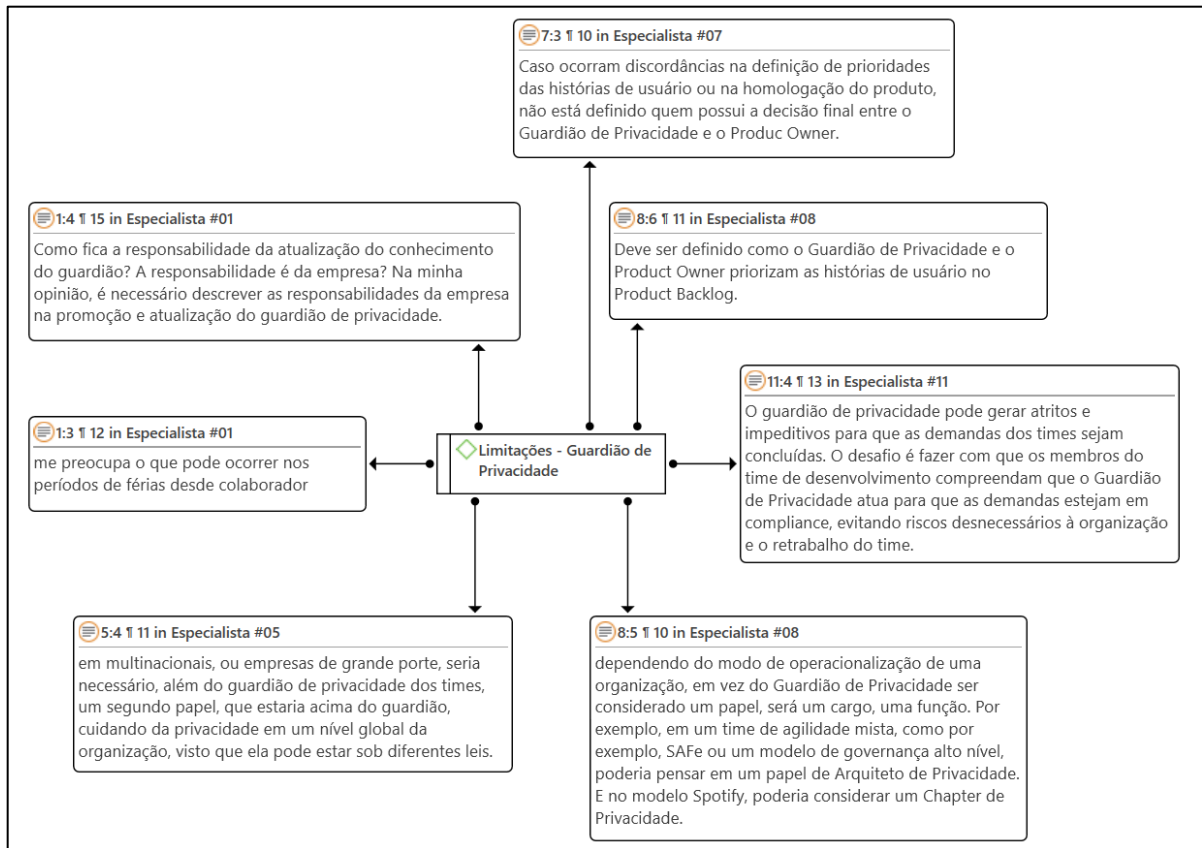 7:3 ¶ 10 in Especialista #07
Caso ocorram discordâncias na definição de prioridades
das histórias de usuário ou na homologação do produto,
não está definido quem possui a decisão final entre o
Guardião de Privacidade e o Produc Owner.
1:4 ¶ 15 in Especialista #01
Como fica a responsabilidade da atualização do conhecimento
do guardião? A responsabilidade é da empresa? Na minha
opinião, é necessário descrever as responsabilidades da empresa
na promoção e atualização do guardião de privacidade.
8:6 ¶ 11 in Especialista #08
Deve ser definido como o Guardião de Privacidade e o
Product Owner priorizam as histórias de usuário no
Product Backlog.
11:4 ¶ 13 in Especialista #11
O guardião de privacidade pode gerar atritos e
impeditivos para que as demandas dos times sejam
concluídas. O desafio é fazer com que os membros do
time de desenvolvimento compreendam que o Guardião
de Privacidade atua para que as demandas estejam em
compliance, evitando riscos desnecessários à organização
e o retrabalho do time.
1:3 ¶ 12 in Especialista #01
me preocupa o que pode ocorrer nos
períodos de férias desde colaborador
Limitações - Guardião de
Privacidade
5:4 ¶ 11 in Especialista #05
em multinacionais, ou empresas de grande porte, seria
necessário, além do guardião de privacidade dos times,
um segundo papel, que estaria acima do guardião,
cuidando da privacidade em um nível global da
organização, visto que ela pode estar sob diferentes leis.
8:5 ¶ 10 in Especialista #08
dependendo do modo de operacionalização de uma
organização, em vez do Guardião de Privacidade ser
considerado um papel, será um cargo, uma função. Por
exemplo, em um time de agilidade mista, como por
exemplo, SAFe ou um modelo de governança alto nível,
poderia pensar em um papel de Arquiteto de Privacidade.
E no modelo Spotify, poderia considerar um Chapter de
Privacidade.